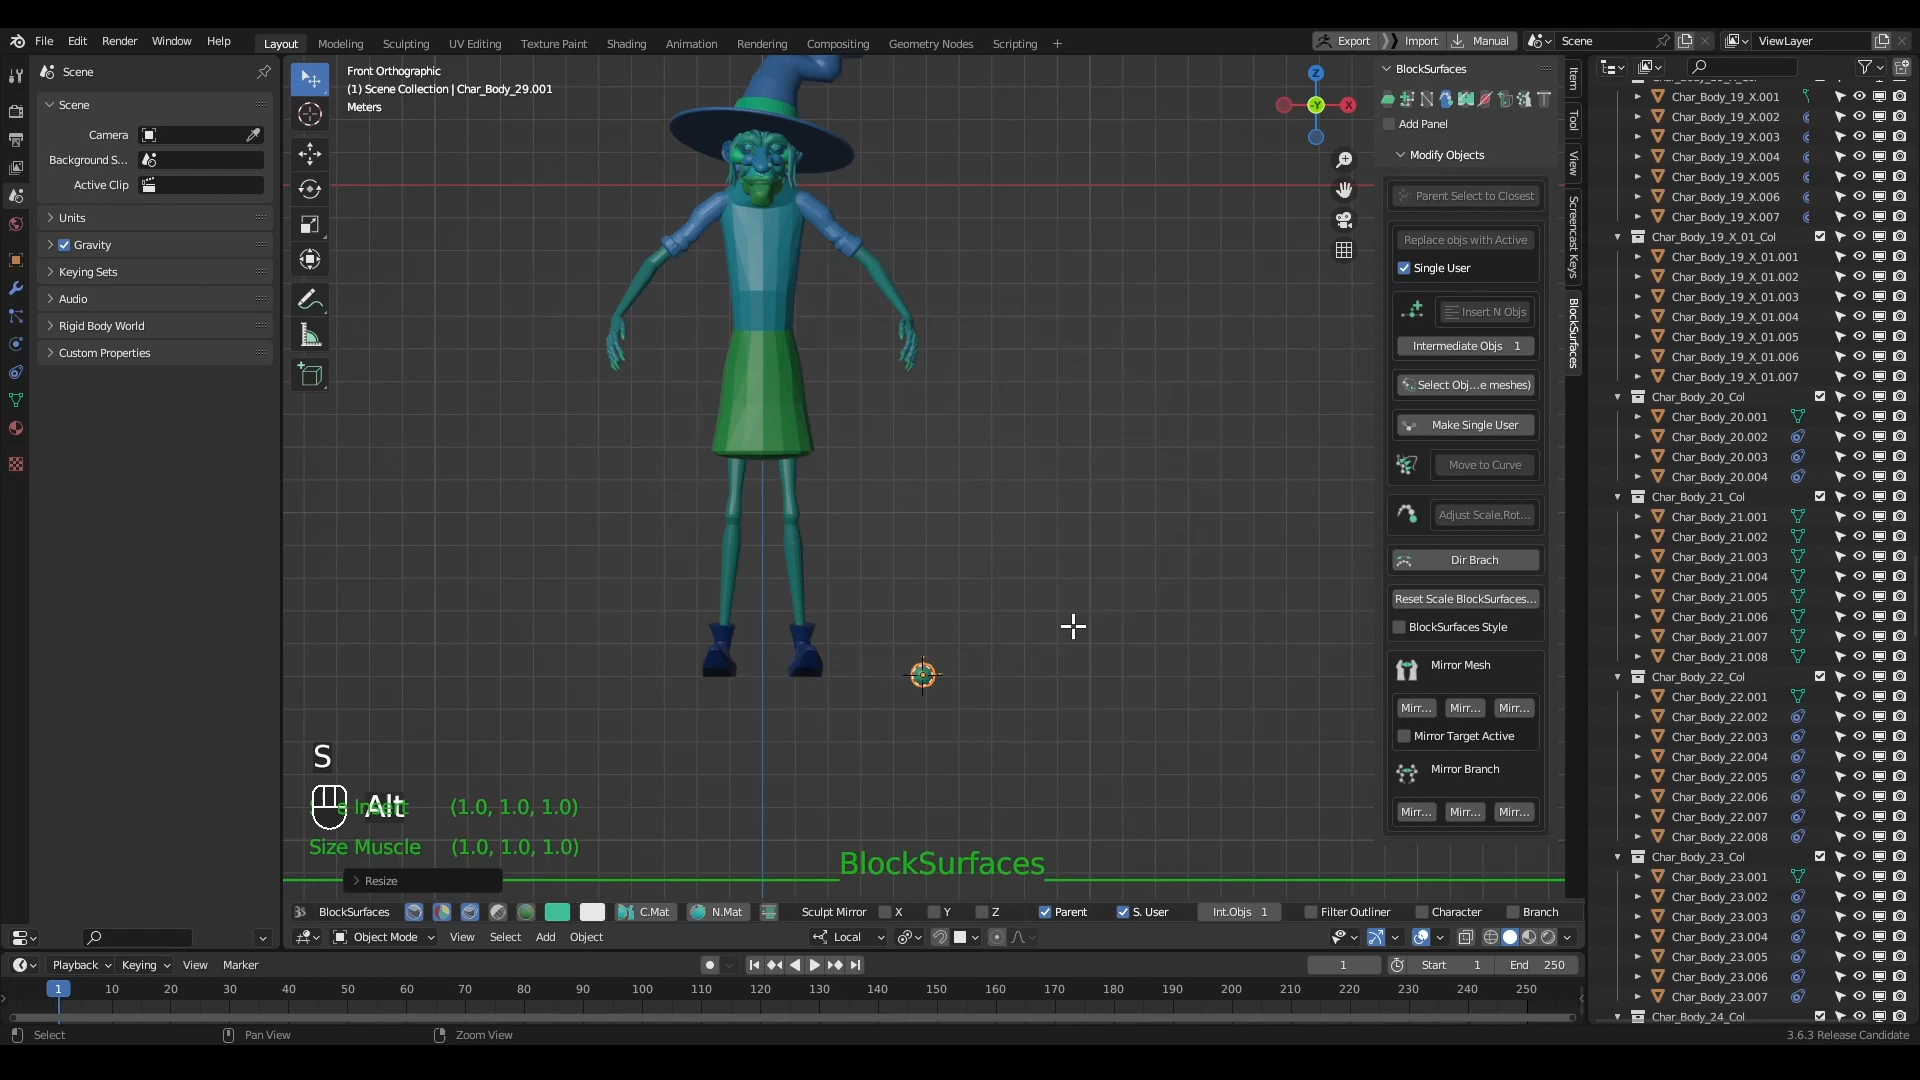 File Edit Render Window Help
Layout Modeling Sculpting UV Editing Texture Paint Shading Animation Rendering Compositing Geometry Nodes Scripting +
Export Import Manual Scene ViewLayer
Scene
Scene
Camera
Background S...
Active Clip
Units
Gravity
Keying Sets
Audio
Rigid Body World
Custom Properties
Front Orthographic
(1) Scene Collection | Char_Body_29.001
Meters
Z
-Y
X
S
Alt
(1.0, 1.0, 1.0)
Size Muscle (1.0, 1.0, 1.0)
Resize
BlockSurfaces
BlockSurfaces
Add Panel
Modify Objects
Parent Select to Closest
Replace objs with Active
Single User
Insert N Objs
Intermediate Objs 1
Select Obj...e meshes)
Make Single User
Move to Curve
Adjust Scale,Rot...
Dir Brach
Reset Scale BlockSurfaces...
BlockSurfaces Style
Mirror Mesh
Mirr... Mirr... Mirr...
Mirror Target Active
Mirror Branch
Mirr... Mirr... Mirr...
Item
Tool
View
Screencast Keys
BlockSurfaces
Char_Body_19_X.001
Char_Body_19_X.002
Char_Body_19_X.003
Char_Body_19_X.004
Char_Body_19_X.005
Char_Body_19_X.006
Char_Body_19_X.007
Char_Body_19_X_01_Col
Char_Body_19_X_01.001
Char_Body_19_X_01.002
Char_Body_19_X_01.003
Char_Body_19_X_01.004
Char_Body_19_X_01.005
Char_Body_19_X_01.006
Char_Body_19_X_01.007
Char_Body_20_Col
Char_Body_20.001
Char_Body_20.002
Char_Body_20.003
Char_Body_20.004
Char_Body_21_Col
Char_Body_21.001
Char_Body_21.002
Char_Body_21.003
Char_Body_21.004
Char_Body_21.005
Char_Body_21.006
Char_Body_21.007
Char_Body_21.008
Char_Body_22_Col
Char_Body_22.001
Char_Body_22.002
Char_Body_22.003
Char_Body_22.004
Char_Body_22.005
Char_Body_22.006
Char_Body_22.007
Char_Body_22.008
Char_Body_23_Col
Char_Body_23.001
Char_Body_23.002
Char_Body_23.003
Char_Body_23.004
Char_Body_23.005
Char_Body_23.006
Char_Body_23.007
Char_Body_24_Col
BlockSurfaces C.Mat N.Mat Sculpt Mirror X Y Z Parent S. User Int.Objs 1 Filter Outliner Character Branch
Object Mode View Select Add Object Local
Playback Keying View Marker 1 Start 1 End 250
1 10 20 30 40 50 60 70 80 90 100 110 120 130 140 150 160 170 180 190 200 210 220 230 240 250
Select Pan View Zoom View 3.6.3 Release Candidate